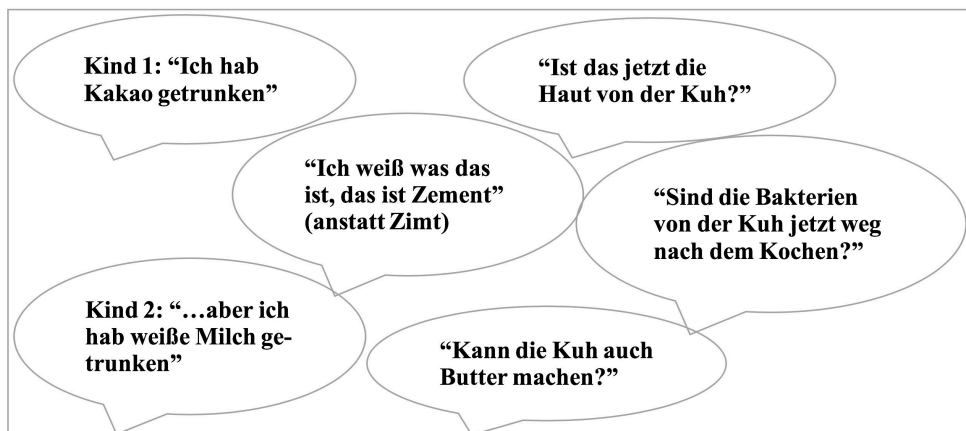 Kind 1: “Ich hab
Kakao getrunken”
“Ist das jetzt die
Haut von der Kuh?”
“Ich weiß was das
ist, das ist Zement”
(anstatt Zimt)
“Sind die Bakterien
von der Kuh jetzt weg
nach dem Kochen?”
Kind 2: “…aber ich
hab weiße Milch ge-
trunken”
“Kann die Kuh auch
Butter machen?”